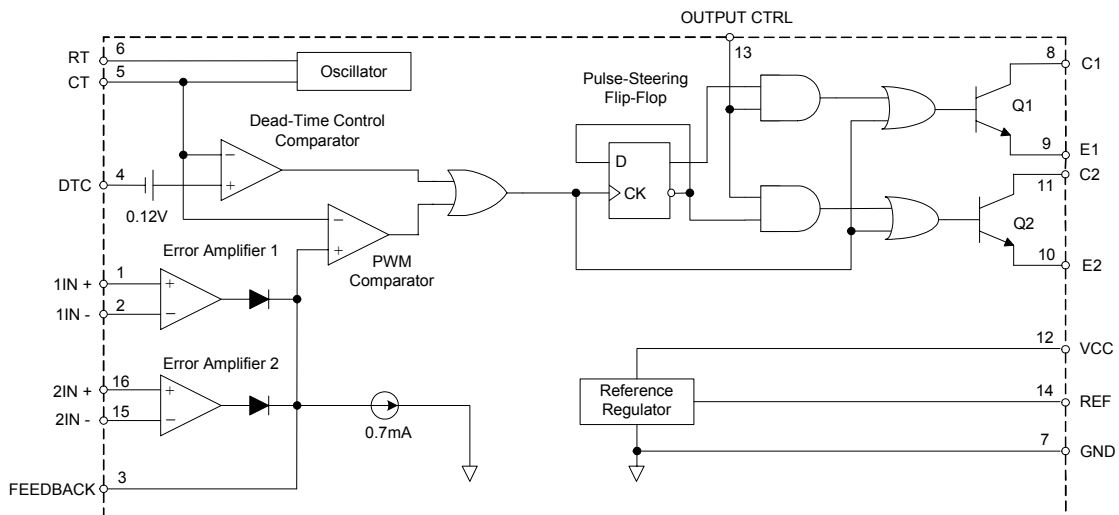 OUTPUT CTRL
13
RT
6
CT
5
Oscillator
Dead-Time Control
Comparator
DTC
4
0.12V
Pulse-Steering
Flip-Flop
D
CK
8
C1
Q1
9
E1
C2
11
Q2
10
E2
PWM
Comparator
Error Amplifier 1
1IN +
1
1IN -
2
Error Amplifier 2
2IN +
16
2IN -
15
0.7mA
FEEDBACK
3
12
VCC
Reference
Regulator
14
REF
7
GND